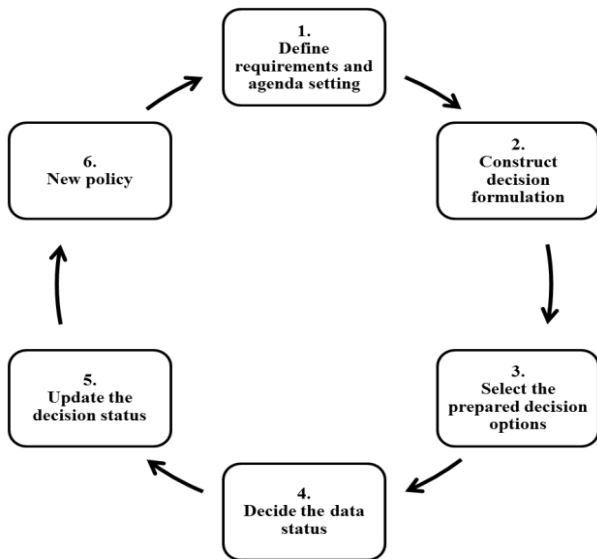 1.
Define
requirements and
agenda setting
2.
Construct
decision
formulation
3.
Select the
prepared decision
options
4.
Decide the data
status
5.
Update the
decision status
6.
New policy